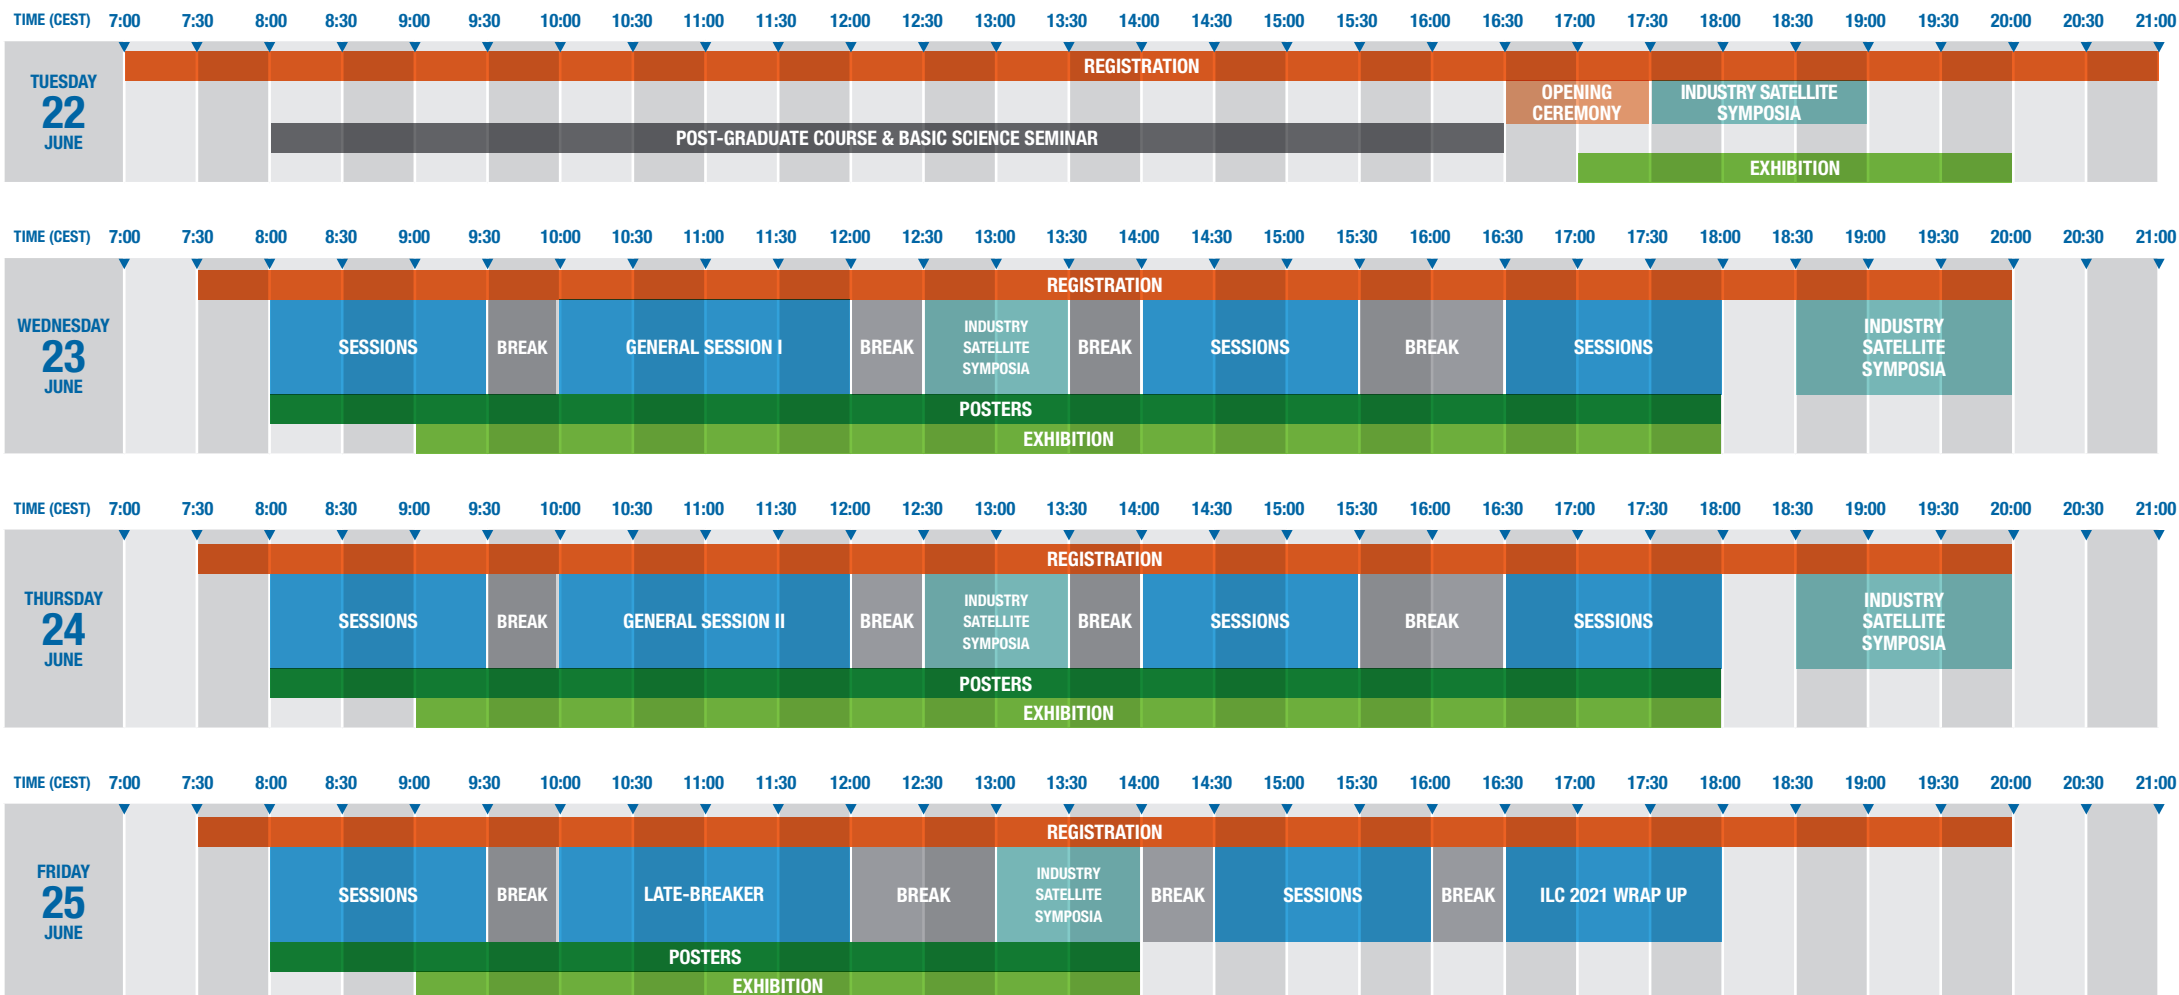 TIME (CEST) 7:00 7:30 8:00 8:30 9:00 9:30 10:00 10:30 11:00 11:30 12:00 12:30 13:00 13:30 14:00 14:30 15:00 15:30 16:00 16:30 17:00 17:30 18:00 18:30 19:00 19:30 20:00 20:30 21:00
TUESDAY
22
JUNE
REGISTRATION
OPENING
CEREMONY
INDUSTRY SATELLITE
SYMPOSIA
POST-GRADUATE COURSE & BASIC SCIENCE SEMINAR
EXHIBITION
TIME (CEST) 7:00 7:30 8:00 8:30 9:00 9:30 10:00 10:30 11:00 11:30 12:00 12:30 13:00 13:30 14:00 14:30 15:00 15:30 16:00 16:30 17:00 17:30 18:00 18:30 19:00 19:30 20:00 20:30 21:00
WEDNESDAY
23
JUNE
REGISTRATION
SESSIONS
BREAK
GENERAL SESSION I
BREAK
INDUSTRY
SATELLITE
SYMPOSIA
BREAK
SESSIONS
BREAK
SESSIONS
INDUSTRY
SATELLITE
SYMPOSIA
POSTERS
EXHIBITION
TIME (CEST) 7:00 7:30 8:00 8:30 9:00 9:30 10:00 10:30 11:00 11:30 12:00 12:30 13:00 13:30 14:00 14:30 15:00 15:30 16:00 16:30 17:00 17:30 18:00 18:30 19:00 19:30 20:00 20:30 21:00
THURSDAY
24
JUNE
REGISTRATION
SESSIONS
BREAK
GENERAL SESSION II
BREAK
INDUSTRY
SATELLITE
SYMPOSIA
BREAK
SESSIONS
BREAK
SESSIONS
INDUSTRY
SATELLITE
SYMPOSIA
POSTERS
EXHIBITION
TIME (CEST) 7:00 7:30 8:00 8:30 9:00 9:30 10:00 10:30 11:00 11:30 12:00 12:30 13:00 13:30 14:00 14:30 15:00 15:30 16:00 16:30 17:00 17:30 18:00 18:30 19:00 19:30 20:00 20:30 21:00
FRIDAY
25
JUNE
REGISTRATION
SESSIONS
BREAK
LATE-BREAKER
BREAK
INDUSTRY
SATELLITE
SYMPOSIA
BREAK
SESSIONS
BREAK
ILC 2021 WRAP UP
POSTERS
EXHIBITION